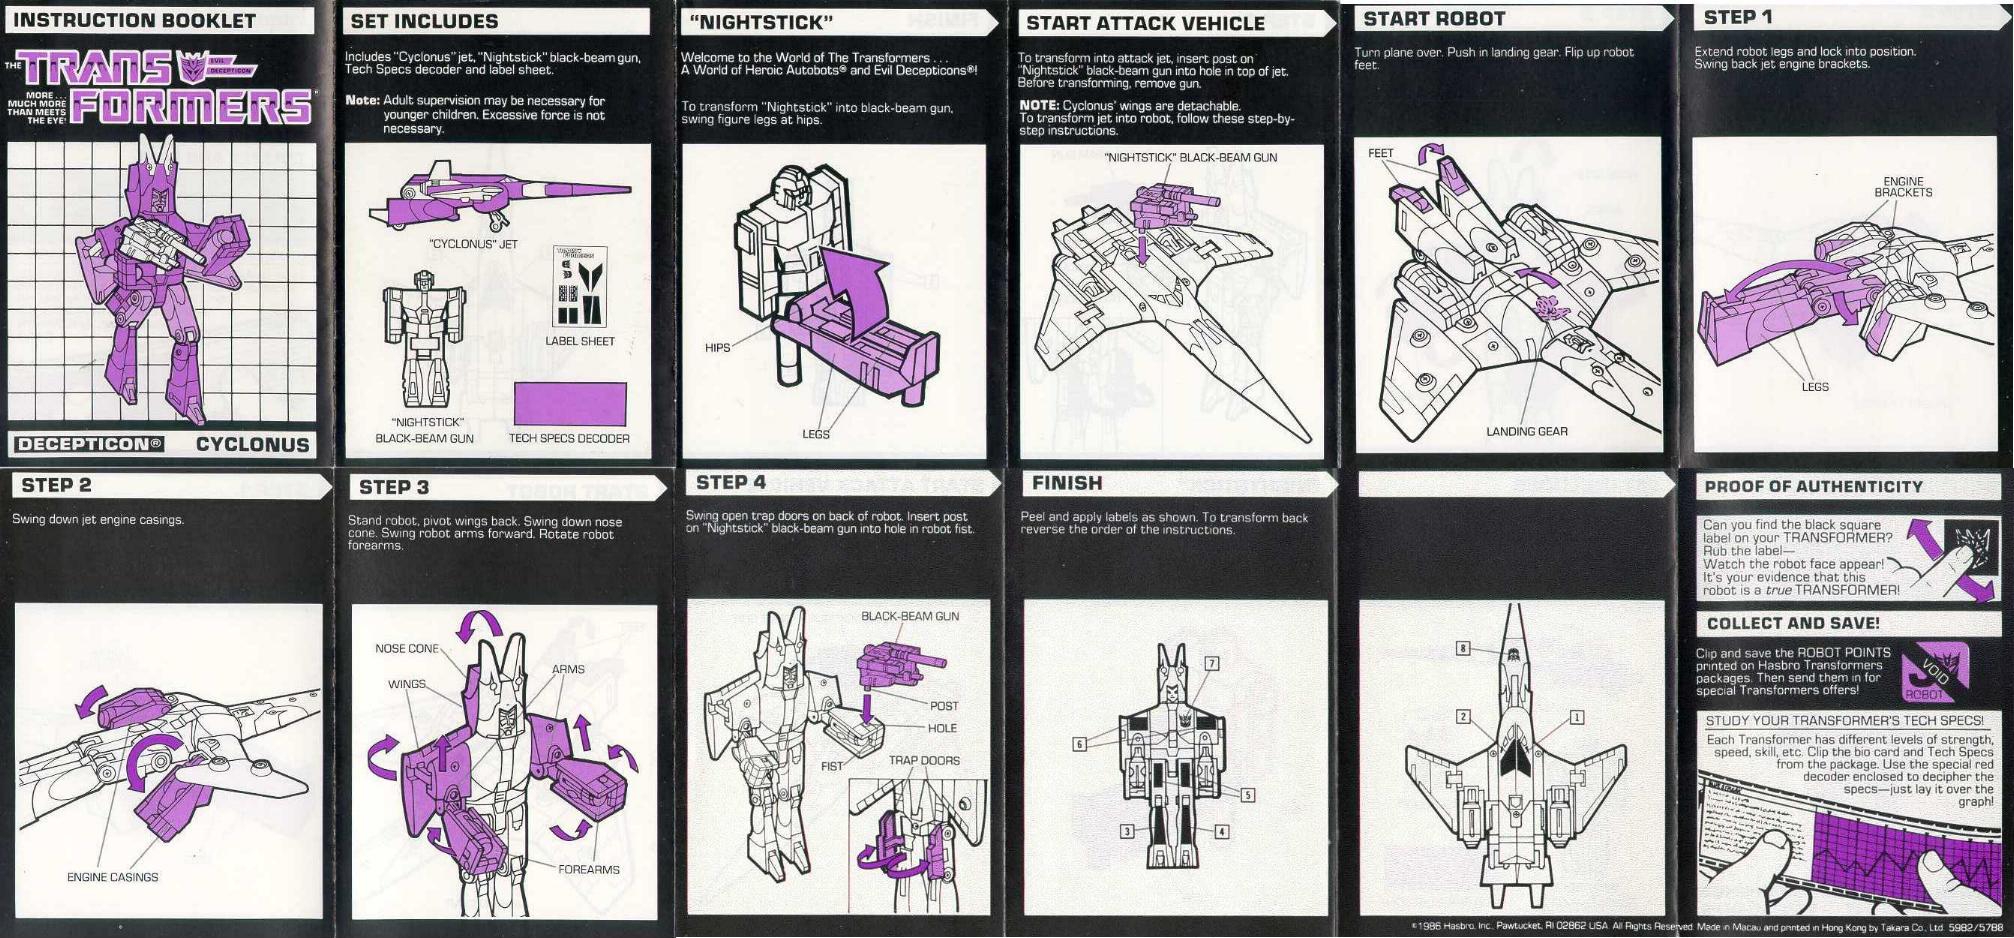 INSTRUCTION BOOKLET
THE TRANS
EVIL
DECEPTICON
FORMERS
MORE . . .
MUCH MORE
THAN MEETS
THE EYE!
DECEPTICON® CYCLONUS
SET INCLUDES
Includes "Cyclonus" jet, "Nightstick" black-beam gun,
Tech Specs decoder and label sheet.
Note: Adult supervision may be necessary for
younger children. Excessive force is not
necessary.
"CYCLONUS" JET
TRANS
FORMERS
LABEL SHEET
"NIGHTSTICK"
BLACK-BEAM GUN
TECH SPECS DECODER
"NIGHTSTICK"
Welcome to the World of The Transformers . . .
A World of Heroic Autobots® and Evil Decepticons®!
To transform "Nightstick" into black-beam gun,
swing figure legs at hips.
HIPS
LEGS
START ATTACK VEHICLE
To transform into attack jet, insert post on
"Nightstick" black-beam gun into hole in top of jet.
Before transforming, remove gun.
NOTE: Cyclonus' wings are detachable.
To transform jet into robot, follow these step-by-
step instructions.
"NIGHTSTICK" BLACK-BEAM GUN
START ROBOT
Turn plane over. Push in landing gear. Flip up robot
feet.
FEET
LANDING GEAR
STEP 1
Extend robot legs and lock into position.
Swing back jet engine brackets.
ENGINE
BRACKETS
LEGS
STEP 2
Swing down jet engine casings.
ENGINE CASINGS
STEP 3
Stand robot, pivot wings back. Swing down nose
cone. Swing robot arms forward. Rotate robot
forearms.
NOSE CONE
WINGS
ARMS
FOREARMS
STEP 4
Swing open trap doors on back of robot. Insert post
on "Nightstick" black-beam gun into hole in robot fist.
BLACK-BEAM GUN
POST
HOLE
FIST
TRAP DOORS
FINISH
Peel and apply labels as shown. To transform back
reverse the order of the instructions.
7
6
5
3
4
8
2
1
PROOF OF AUTHENTICITY
Can you find the black square
label on your TRANSFORMER?
Rub the label—
Watch the robot face appear!
It's your evidence that this
robot is a true TRANSFORMER!
COLLECT AND SAVE!
Clip and save the ROBOT POINTS
printed on Hasbro Transformers
packages. Then send them in for
special Transformers offers!
VOID
ROBOT
STUDY YOUR TRANSFORMER'S TECH SPECS!
Each Transformer has different levels of strength,
speed, skill, etc. Clip the bio card and Tech Specs
from the package. Use the special red
decoder enclosed to decipher the
specs—just lay it over the
graph!
©1986 Hasbro, Inc., Pawtucket, RI 02862 USA. All Rights Reserved. Made in Macau and printed in Hong Kong by Takara Co., Ltd. 5982/5788